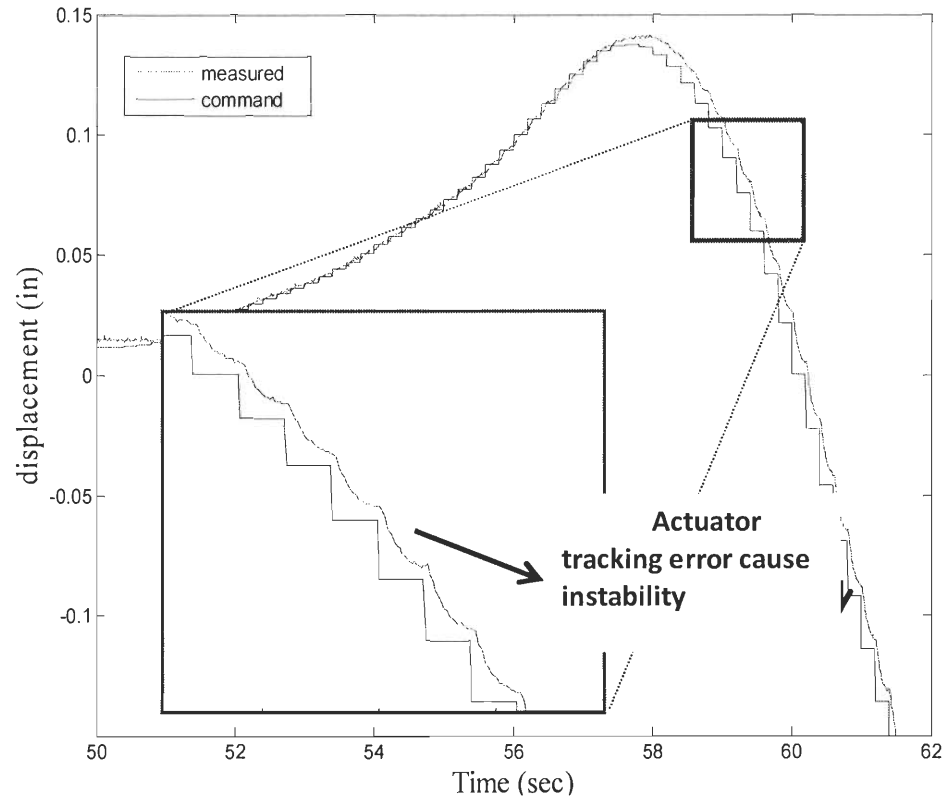 0.15
measured
command
0.1
0.05
0
-0.05
-0.1
displacement (in)
Actuator
tracking error cause
instability
50
52
54
56
58
60
62
Time (sec)